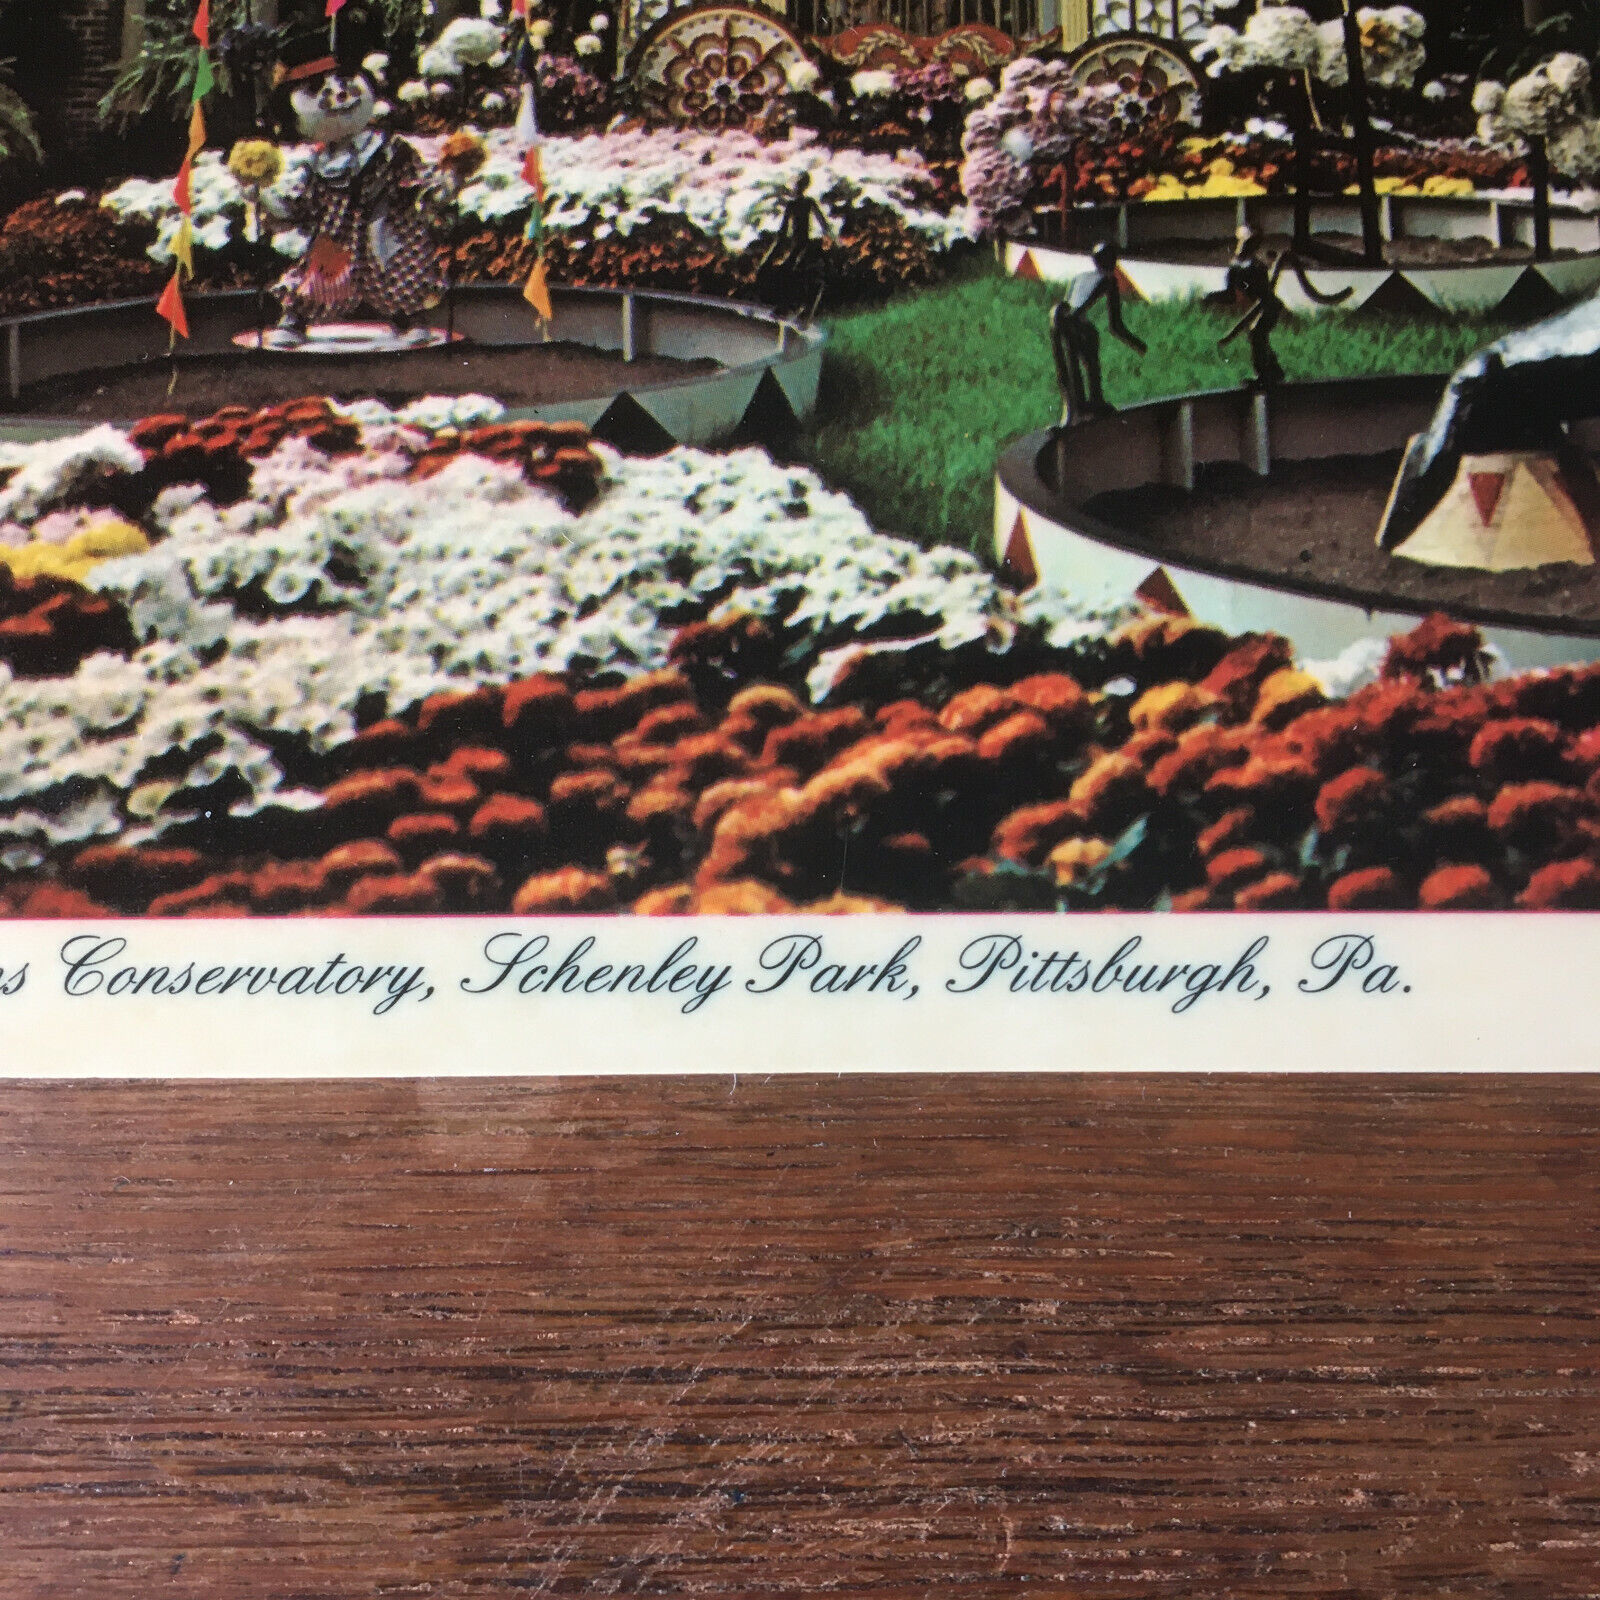 Conservatory, Schenley Park, Pittsburgh, Pa.